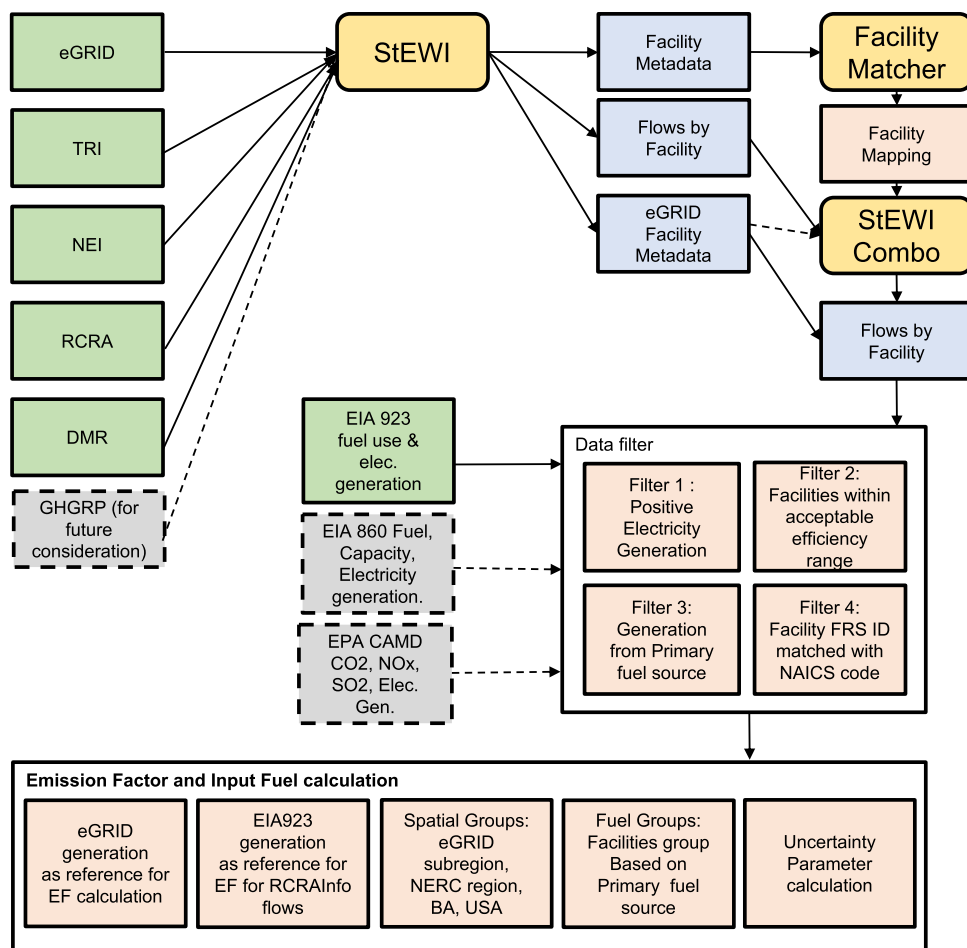 eGRID
TRI
NEI
RCRA
DMR
GHGRP (for
future
consideration)
StEWI
Facility
Metadata
Flows by
Facility
eGRID
Facility
Metadata
Facility
Matcher
Facility
Mapping
StEWI
Combo
Flows by
Facility
EIA 923
fuel use &
elec.
generation
EIA 860 Fuel,
Capacity,
Electricity
generation.
EPA CAMD
CO2, NOx,
SO2, Elec.
Gen.
Data filter
Filter 1 :
Positive
Electricity
Generation
Filter 2:
Facilities within
acceptable
efficiency
range
Filter 3:
Generation
from Primary
fuel source
Filter 4:
Facility FRS ID
matched with
NAICS code
Emission Factor and Input Fuel calculation
eGRID
generation
as reference for
EF calculation
EIA923
generation
as reference for
EF for RCRAInfo
flows
Spatial Groups:
eGRID
subregion,
NERC region,
BA, USA
Fuel Groups:
Facilities group
Based on
Primary fuel
source
Uncertainty
Parameter
calculation